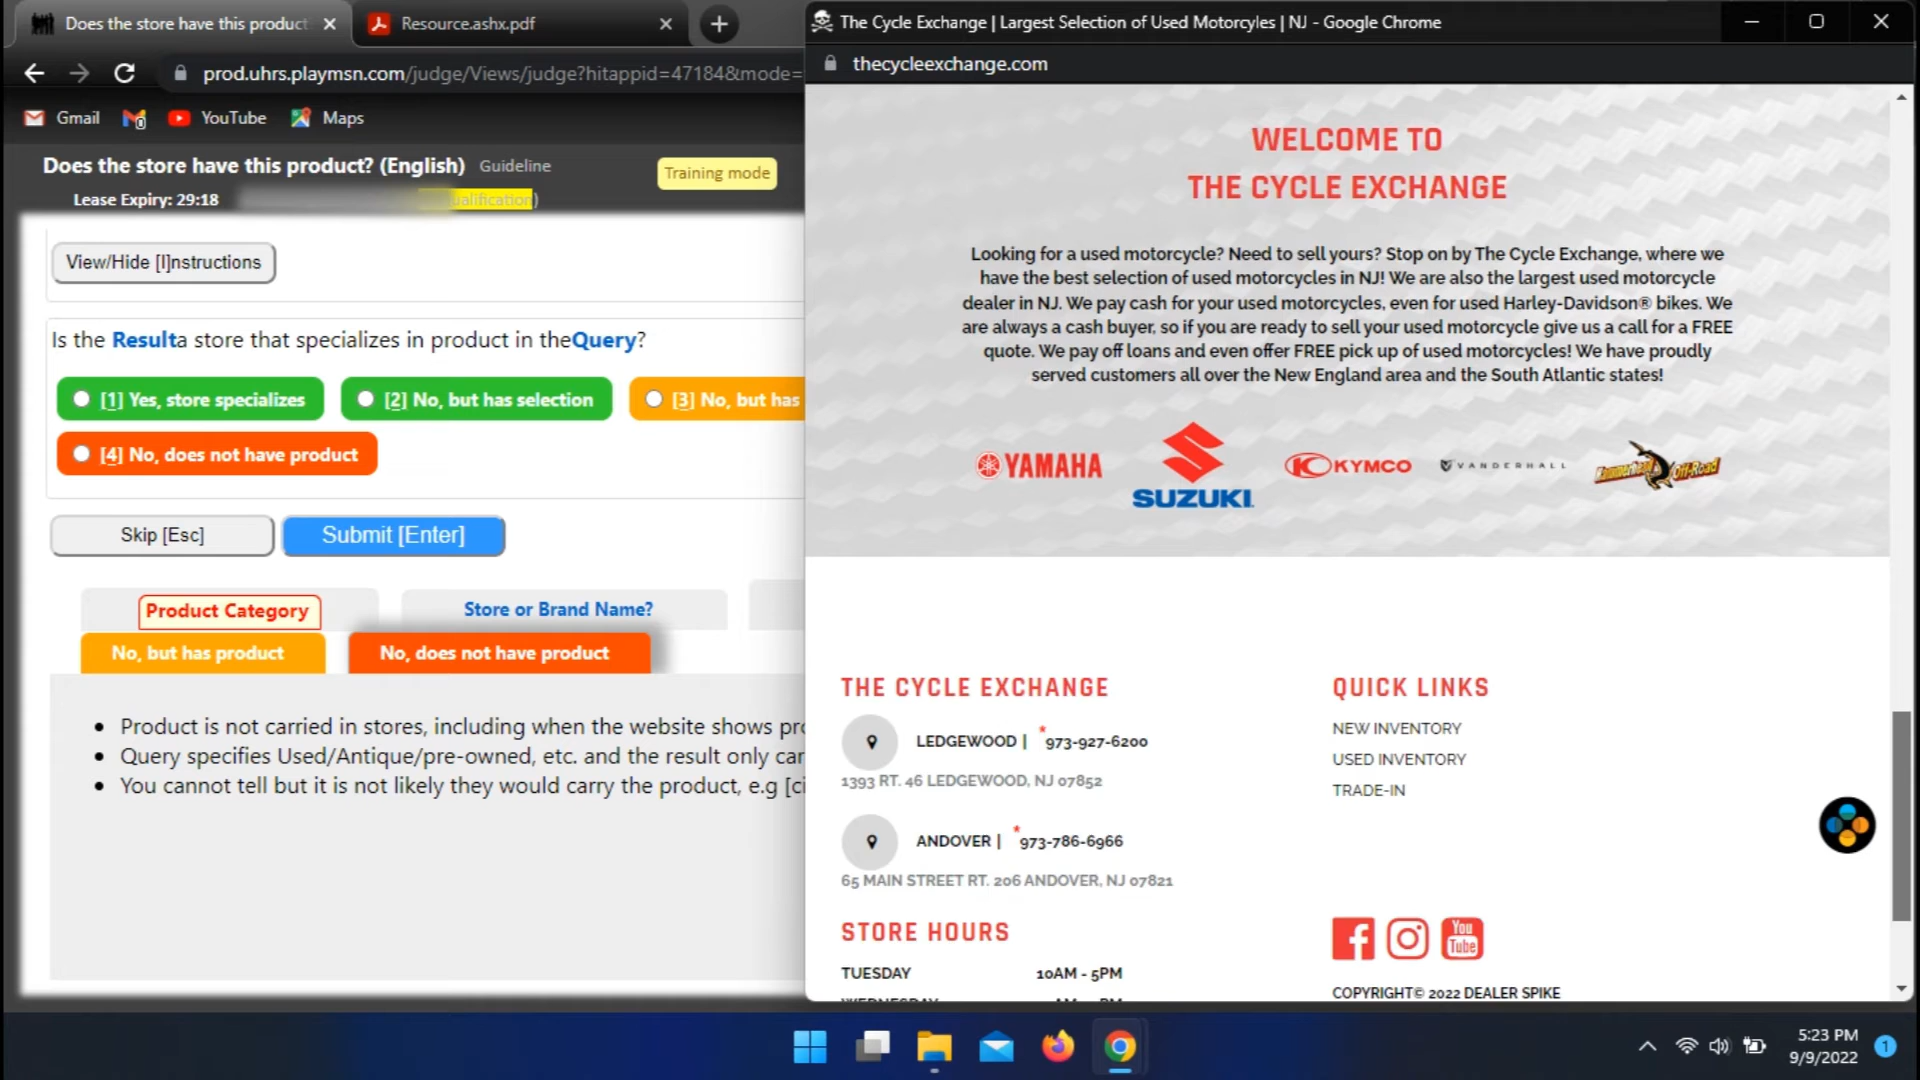 Does the store have this product
Resource.ashx.pdf
prod.uhrs.playmsn.com/judge/Views/judge?hitappid=47184&mode=
Gmail
YouTube
Maps
Does the store have this product? (English) Guideline
Training mode
Lease Expiry: 29:18
View/Hide [I]nstructions
Is the Resulta store that specializes in product in theQuery?
[1] Yes, store specializes
[2] No, but has selection
[3] No, but has
[4] No, does not have product
Skip [Esc]
Submit [Enter]
Product Category
Store or Brand Name?
No, but has product
No, does not have product
Product is not carried in stores, including when the website shows pro
Query specifies Used/Antique/pre-owned, etc. and the result only car
You cannot tell but it is not likely they would carry the product, e.g [ci
The Cycle Exchange | Largest Selection of Used Motorcyles | NJ - Google Chrome
thecycleexchange.com
WELCOME TO
THE CYCLE EXCHANGE
Looking for a used motorcycle? Need to sell yours? Stop on by The Cycle Exchange, where we
have the best selection of used motorcycles in NJ! We are also the largest used motorcycle
dealer in NJ. We pay cash for your used motorcycles, even for used Harley-Davidson® bikes. We
are always a cash buyer, so if you are ready to sell your used motorcycle give us a call for a FREE
quote. We pay off loans and even offer FREE pick up of used motorcycles! We have proudly
served customers all over the New England area and the South Atlantic states!
YAMAHA
SUZUKI
KYMCO
VANDERHALL
Hammerhead Off-Road
THE CYCLE EXCHANGE
LEDGEWOOD | *973-927-6200
1393 RT. 46 LEDGEWOOD, NJ 07852
ANDOVER | *973-786-6966
65 MAIN STREET RT. 206 ANDOVER, NJ 07821
STORE HOURS
TUESDAY 10AM - 5PM
QUICK LINKS
NEW INVENTORY
USED INVENTORY
TRADE-IN
You
Tube
COPYRIGHT© 2022 DEALER SPIKE
5:23 PM
9/9/2022
1